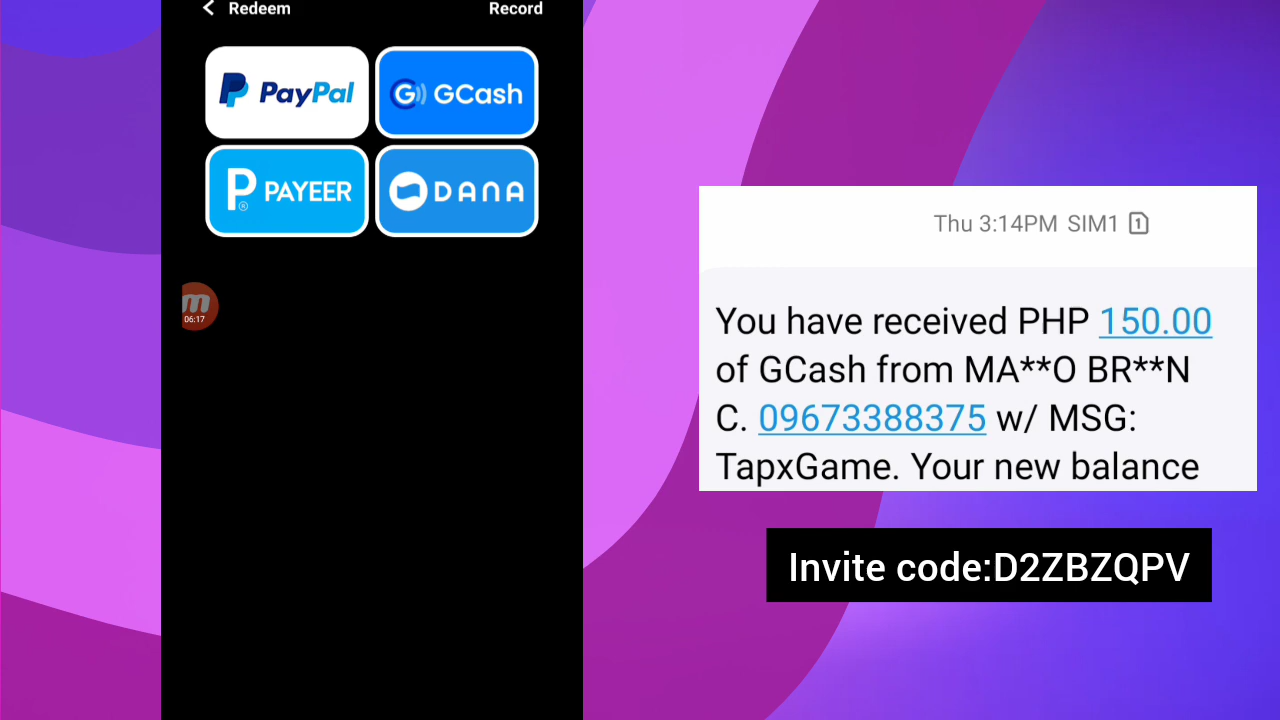 Redeem
Record
PayPal
GCash
PAYEER
DANA
06:17
Thu 3:14PM SIM1 1
You have received PHP 150.00
of GCash from MA**O BR**N
C. 09673388375 w/ MSG:
TapxGame. Your new balance
Invite code:D2ZBZQPV